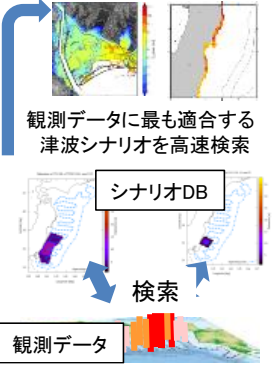 観測データに最も適合する
津波シナリオを高速検索
シナリオDB
検索
観測データ